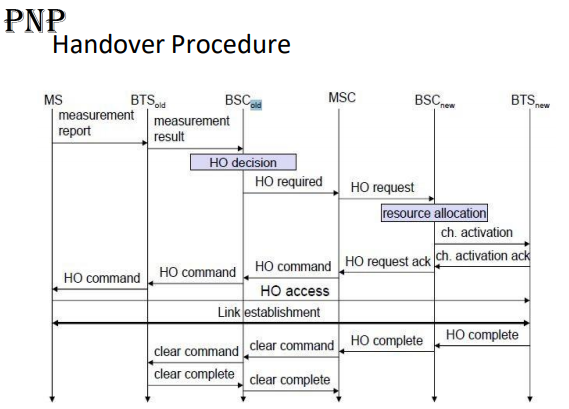 PNP
Handover Procedure
MS BTSold BSCold MSC BSCnew BTSnew
measurement
report
measurement
result
HO decision
HO required
HO request
resource allocation
ch. activation
ch. activation ack
HO request ack
HO command
HO command
HO command
HO access
Link establishment
HO complete
HO complete
clear command
clear command
clear complete
clear complete